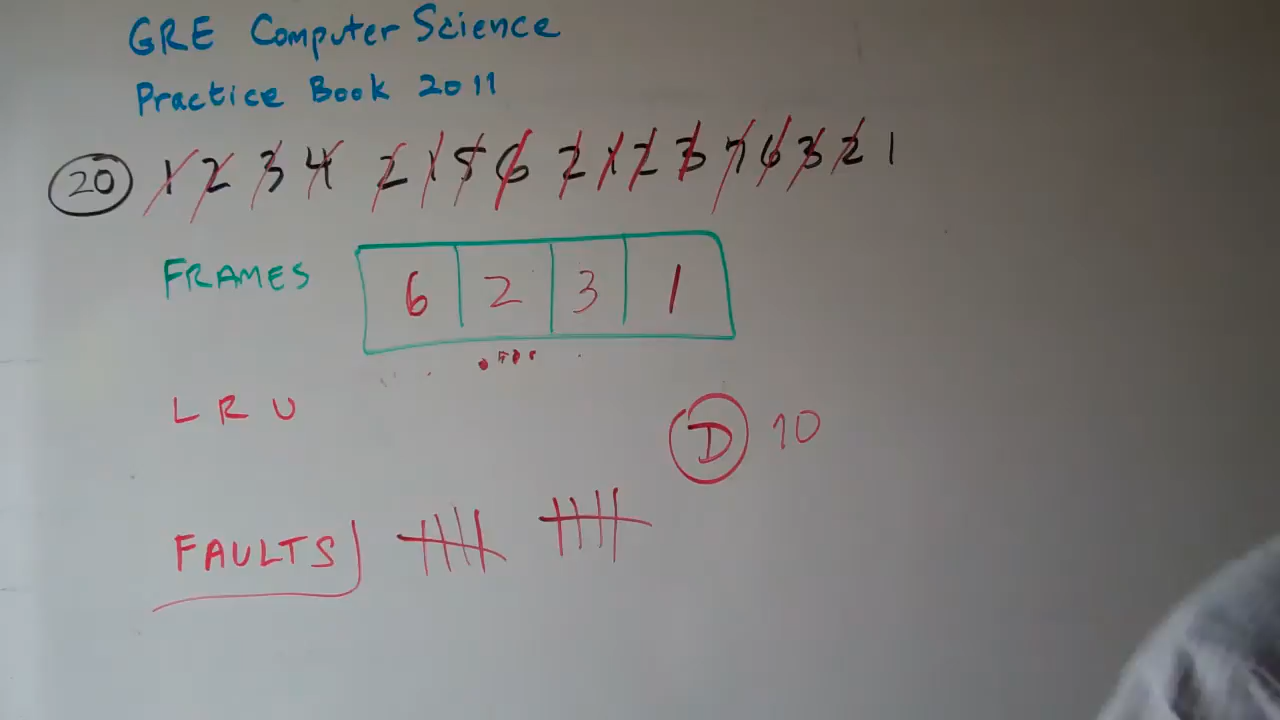 GRE Computer Science
Practice Book 2011
20 1 2 3 4 2 1 5 6 2 1 2 3 7 6 3 2 1
FRAMES 6 2 3 1
LRU
D 10
FAULTS